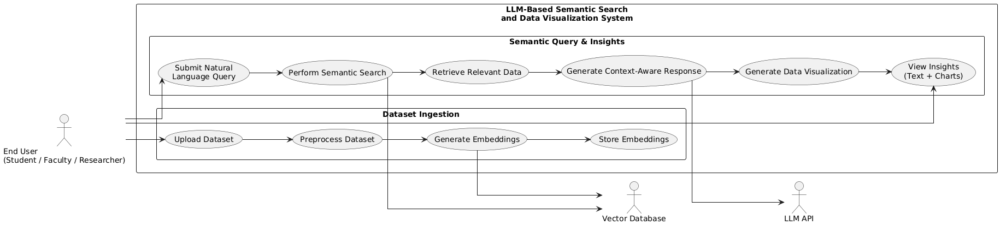 LLM-Based Semantic Search
and Data Visualization System
Semantic Query & Insights
Submit Natural
Language Query
Perform Semantic Search
Retrieve Relevant Data
Generate Context-Aware Response
Generate Data Visualization
View Insights
(Text + Charts)
Dataset Ingestion
Upload Dataset
Preprocess Dataset
Generate Embeddings
Store Embeddings
End User
(Student / Faculty / Researcher)
Vector Database
LLM API